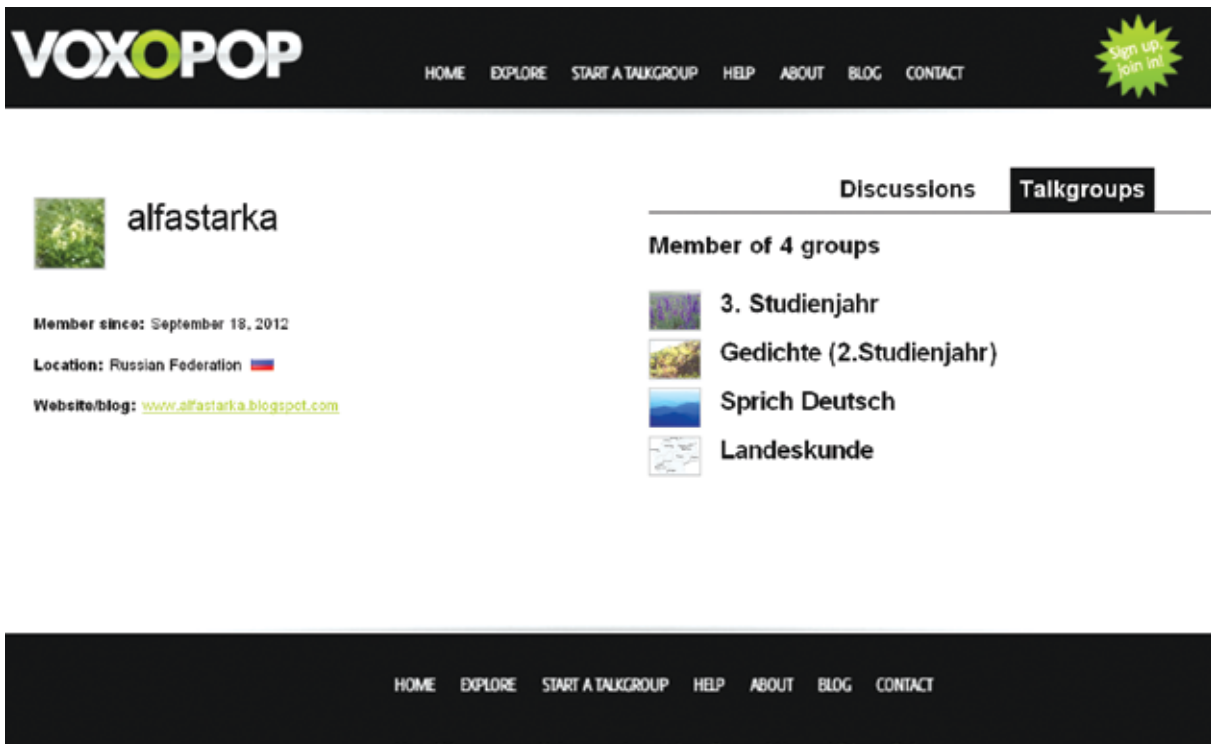 VOXOPOP
HOME EXPLORE START A TALKGROUP HELP ABOUT BLOG CONTACT
Sign up,
join in!
alfastarka
Member since: September 18, 2012
Location: Russian Federation
Website/blog: www.alfastarka.blogspot.com
Discussions Talkgroups
Member of 4 groups
3. Studienjahr
Gedichte (2.Studienjahr)
Sprich Deutsch
Landeskunde
HOME EXPLORE START A TALKGROUP HELP ABOUT BLOG CONTACT